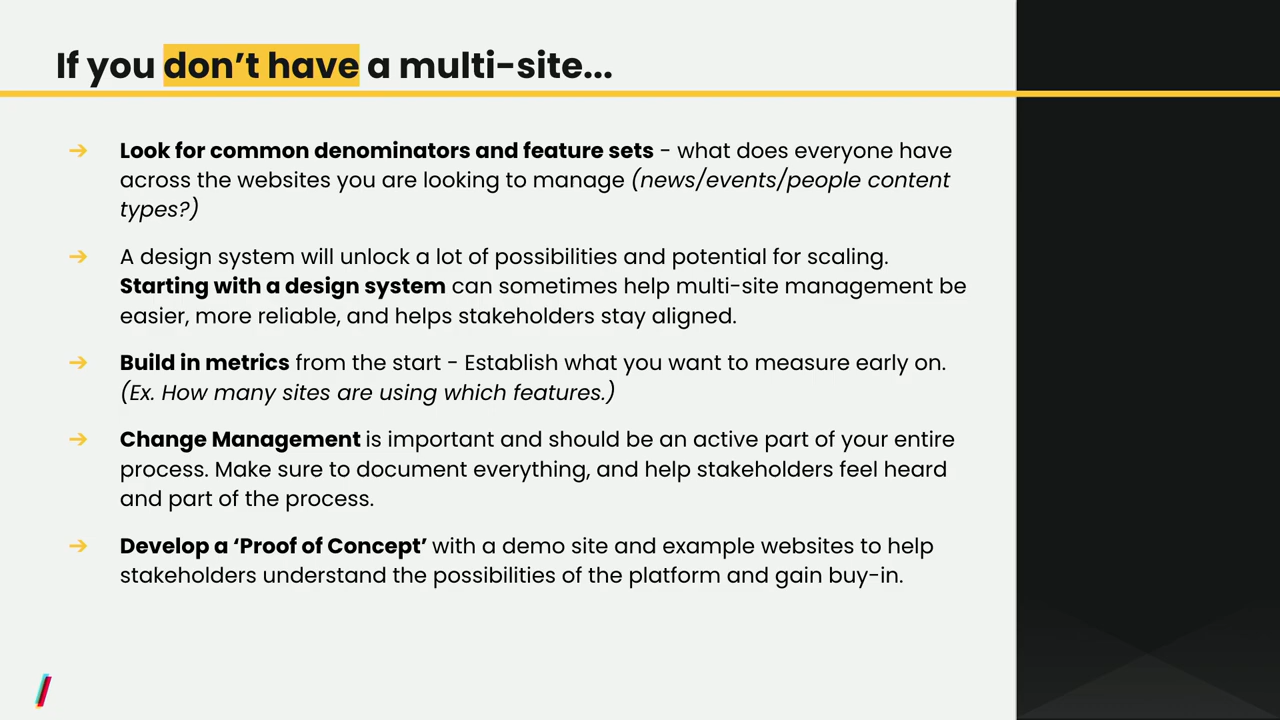 If you don’t have a multi-site...
➔ Look for common denominators and feature sets - what does everyone have
across the websites you are looking to manage (news/events/people content
types?)
➔ A design system will unlock a lot of possibilities and potential for scaling.
Starting with a design system can sometimes help multi-site management be
easier, more reliable, and helps stakeholders stay aligned.
➔ Build in metrics from the start - Establish what you want to measure early on.
(Ex. How many sites are using which features.)
➔ Change Management is important and should be an active part of your entire
process. Make sure to document everything, and help stakeholders feel heard
and part of the process.
➔ Develop a ‘Proof of Concept’ with a demo site and example websites to help
stakeholders understand the possibilities of the platform and gain buy-in.